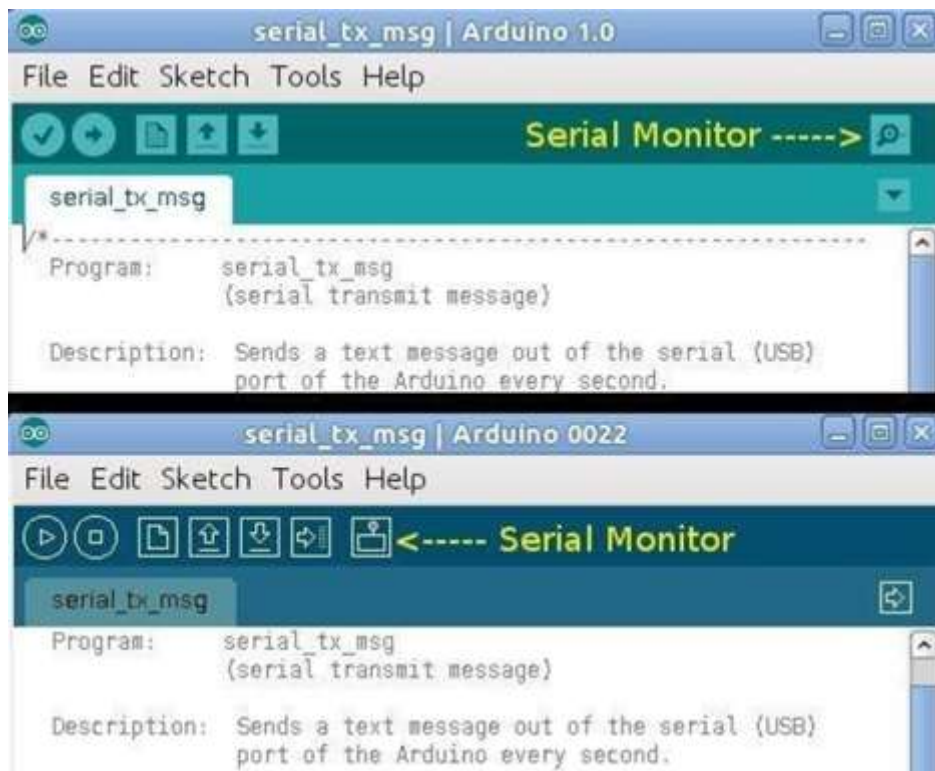 serial_tx_msg | Arduino 1.0
File Edit Sketch Tools Help
Serial Monitor ----->
serial_tx_msg
/*---------------------------------------------------------------
Program: serial_tx_msg
(serial transmit message)
Description: Sends a text message out of the serial (USB)
port of the Arduino every second.
serial_tx_msg | Arduino 0022
File Edit Sketch Tools Help
<----- Serial Monitor
serial_tx_msg
Program: serial_tx_msg
(serial transmit message)
Description: Sends a text message out of the serial (USB)
port of the Arduino every second.